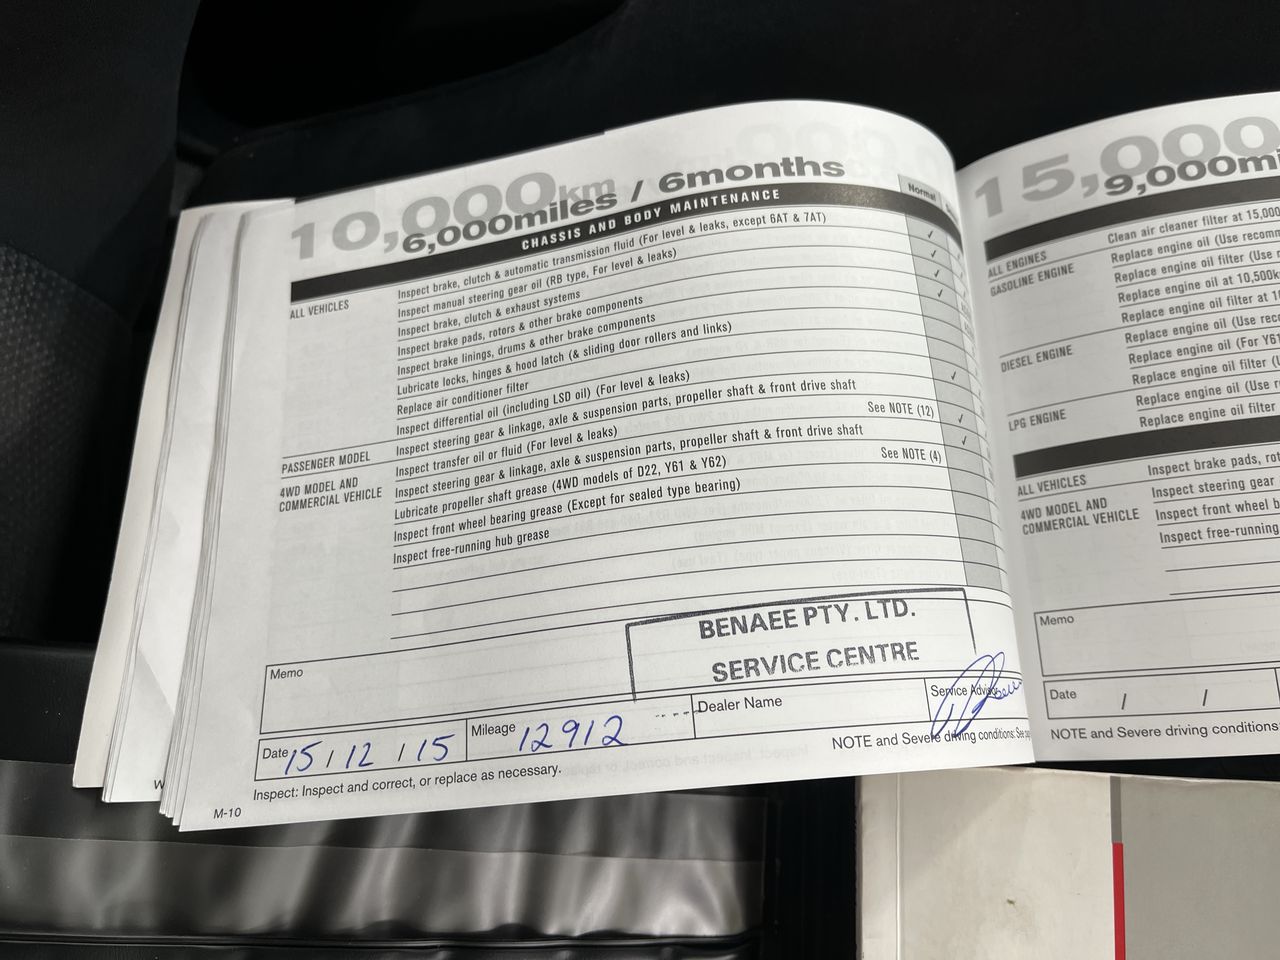 10,000km
6,000miles / 6months
CHASSIS AND BODY MAINTENANCE
Normal
ALL VEHICLES
Inspect brake, clutch & automatic transmission fluid (For level & leaks, except 6AT & 7AT) ✓
Inspect manual steering gear oil (RB type, For level & leaks) ✓
Inspect brake, clutch & exhaust systems ✓
Inspect brake pads, rotors & other brake components ✓
Inspect brake linings, drums & other brake components
Lubricate locks, hinges & hood latch (& sliding door rollers and links)
Replace air conditioner filter
Inspect differential oil (including LSD oil) (For level & leaks) ✓
PASSENGER MODEL
Inspect steering gear & linkage, axle & suspension parts, propeller shaft & front drive shaft
4WD MODEL AND
COMMERCIAL VEHICLE
Inspect transfer oil or fluid (For level & leaks) See NOTE (12) ✓
Inspect steering gear & linkage, axle & suspension parts, propeller shaft & front drive shaft ✓
Lubricate propeller shaft grease (4WD models of D22, Y61 & Y62) See NOTE (4)
Inspect front wheel bearing grease (Except for sealed type bearing)
Inspect free-running hub grease
BENAEE PTY. LTD.
SERVICE CENTRE
Memo
Date 15 / 12 / 15
Mileage 12912
Dealer Name
Service Advisor
Inspect: Inspect and correct, or replace as necessary.
NOTE and Severe driving conditions: See
M-10
15,000
9,000mi
ALL ENGINES
Clean air cleaner filter at 15,000
GASOLINE ENGINE
Replace engine oil (Use recomm
Replace engine oil filter (Use r
Replace engine oil at 10,500k
Replace engine oil filter at 1
DIESEL ENGINE
Replace engine oil (Use reco
Replace engine oil (For Y61
Replace engine oil filter (
LPG ENGINE
Replace engine oil (Use r
Replace engine oil filter
ALL VEHICLES
Inspect brake pads, rot
4WD MODEL AND
COMMERCIAL VEHICLE
Inspect steering gear
Inspect front wheel b
Inspect free-running
Memo
Date / /
NOTE and Severe driving conditions: